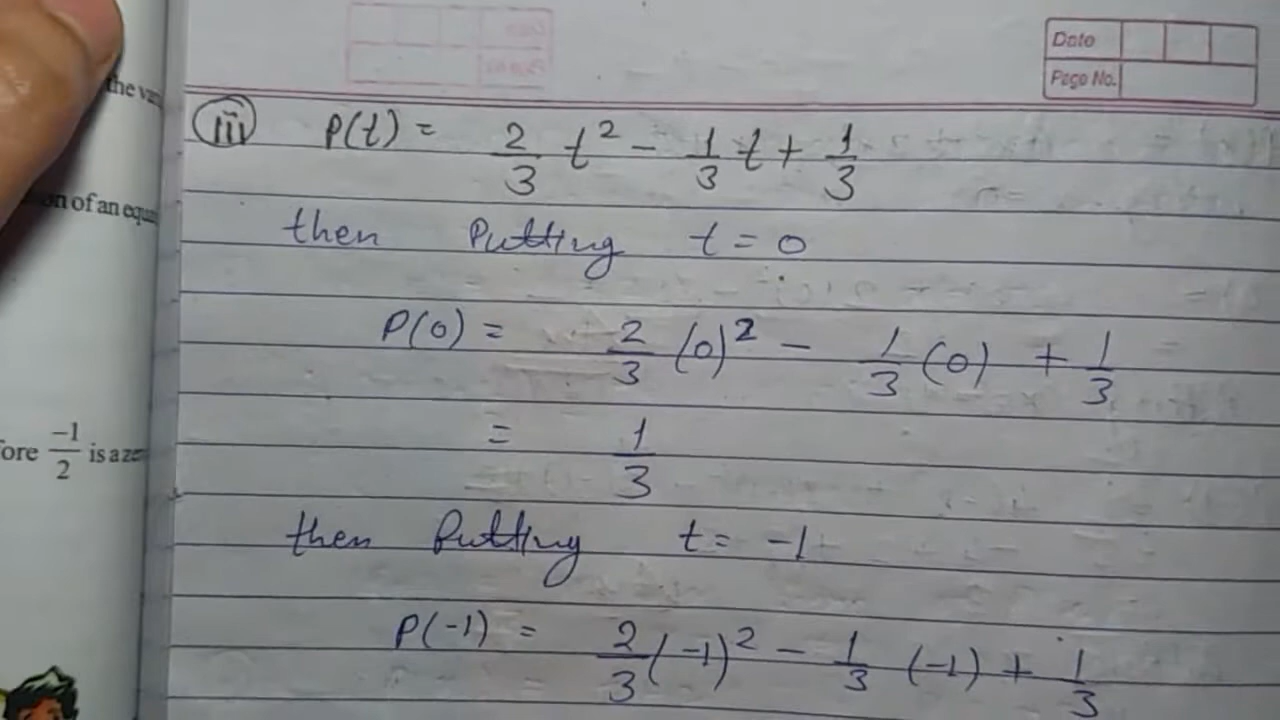 Date
Page No.
the va
(iii) P(t) = 2/3 t² - 1/3 t + 1/3
on of an equa
then Putting t = 0
P(0) = 2/3 (0)² - 1/3 (0) + 1/3
= 1/3
fore -1/2 is a ze
then Putting t = -1
P(-1) = 2/3 (-1)² - 1/3 (-1) + 1/3